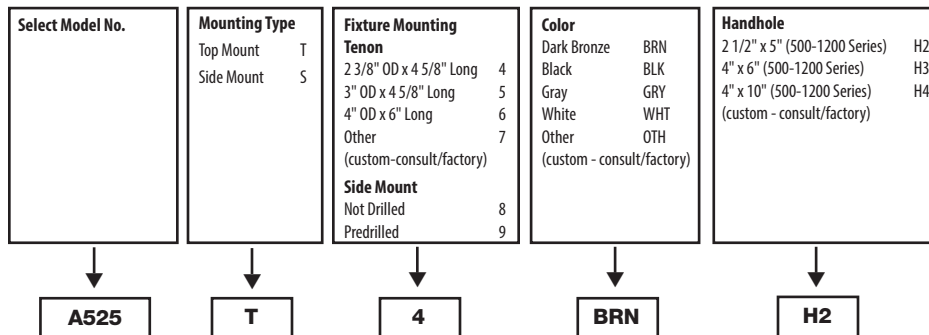 Select Model No.
Mounting Type
Top Mount T
Side Mount S
Fixture Mounting
Tenon
2 3/8" OD x 4 5/8" Long 4
3" OD x 4 5/8" Long 5
4" OD x 6" Long 6
Other 7
(custom-consult/factory)
Side Mount
Not Drilled 8
Predrilled 9
Color
Dark Bronze BRN
Black BLK
Gray GRY
White WHT
Other OTH
(custom - consult/factory)
Handhole
2 1/2" x 5" (500-1200 Series) H2
4" x 6" (500-1200 Series) H3
4" x 10" (500-1200 Series) H4
(custom - consult/factory)
A525
T
4
BRN
H2